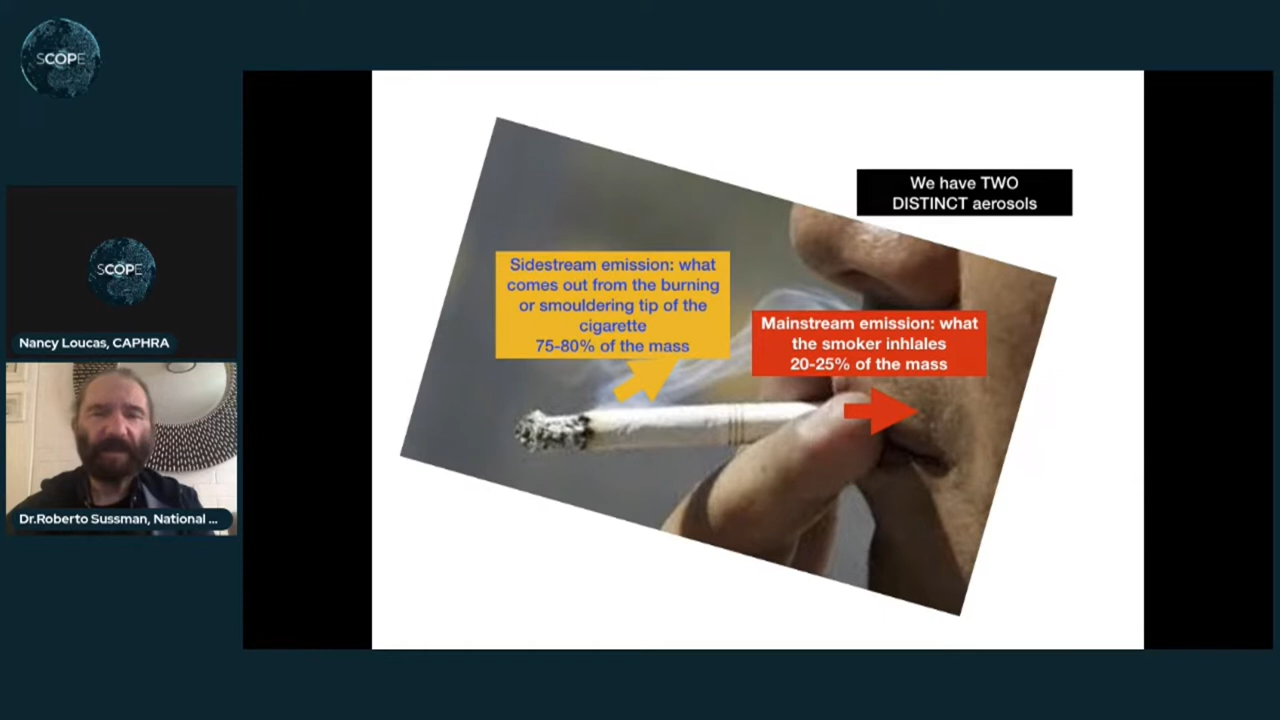 SCOPE
SCOPE
Nancy Loucas, CAPHRA
Dr.Roberto Sussman, National ...
We have TWO
DISTINCT aerosols
Sidestream emission: what
comes out from the burning
or smouldering tip of the
cigarette
75-80% of the mass
Mainstream emission: what
the smoker inhlales
20-25% of the mass